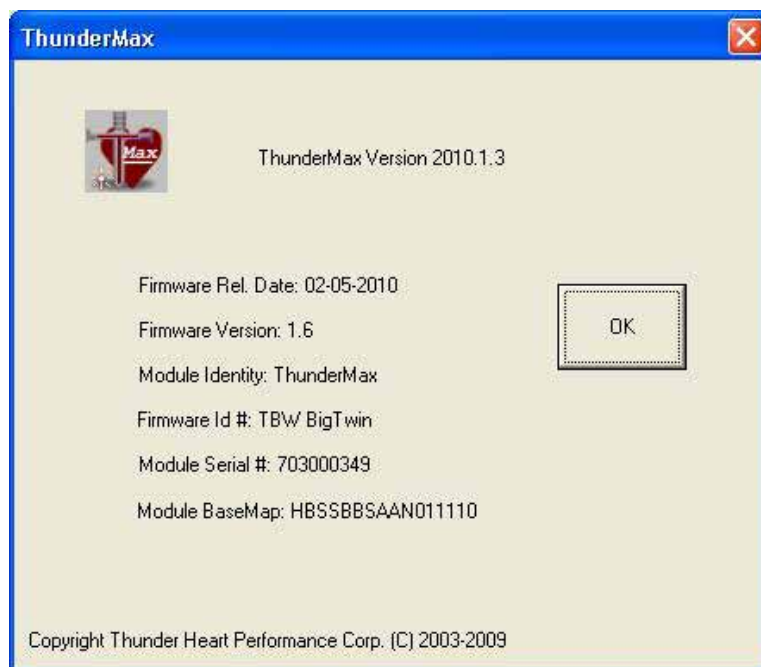 ThunderMax
Max
ThunderMax Version 2010.1.3
Firmware Rel. Date: 02-05-2010
Firmware Version: 1.6
OK
Module Identity: ThunderMax
Firmware Id #: TBW BigTwin
Module Serial #: 703000349
Module BaseMap: HBSSBBSAAN011110
Copyright Thunder Heart Performance Corp. (C) 2003-2009